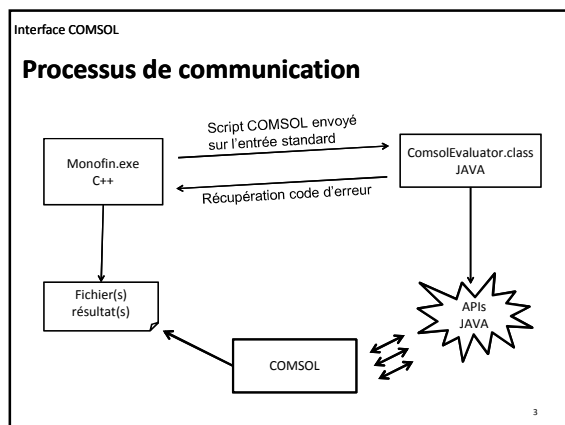 Interface COMSOL
Processus de communication
Script COMSOL envoyé
sur l'entrée standard
Monofin.exe
C++
ComsolEvaluator.class
JAVA
Récupération code d'erreur
Fichier(s)
résultat(s)
APIs
JAVA
COMSOL
3